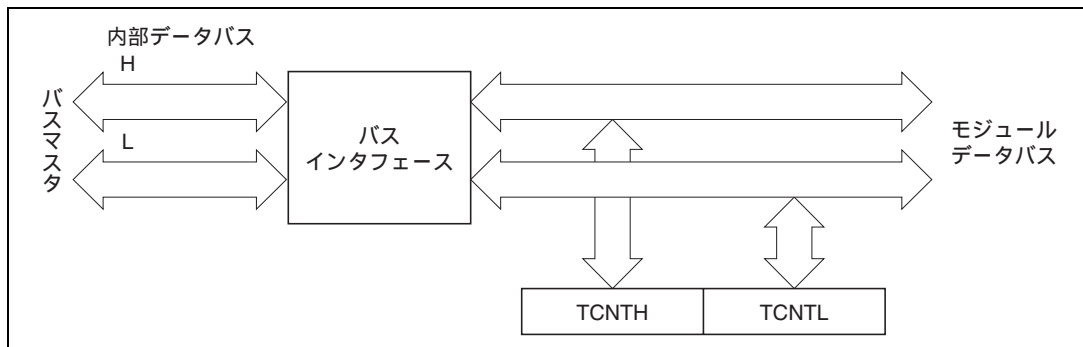 内部データバス
H
バスマスタ
L
バス
インタフェース
モジュール
データバス
TCNTH
TCNTL